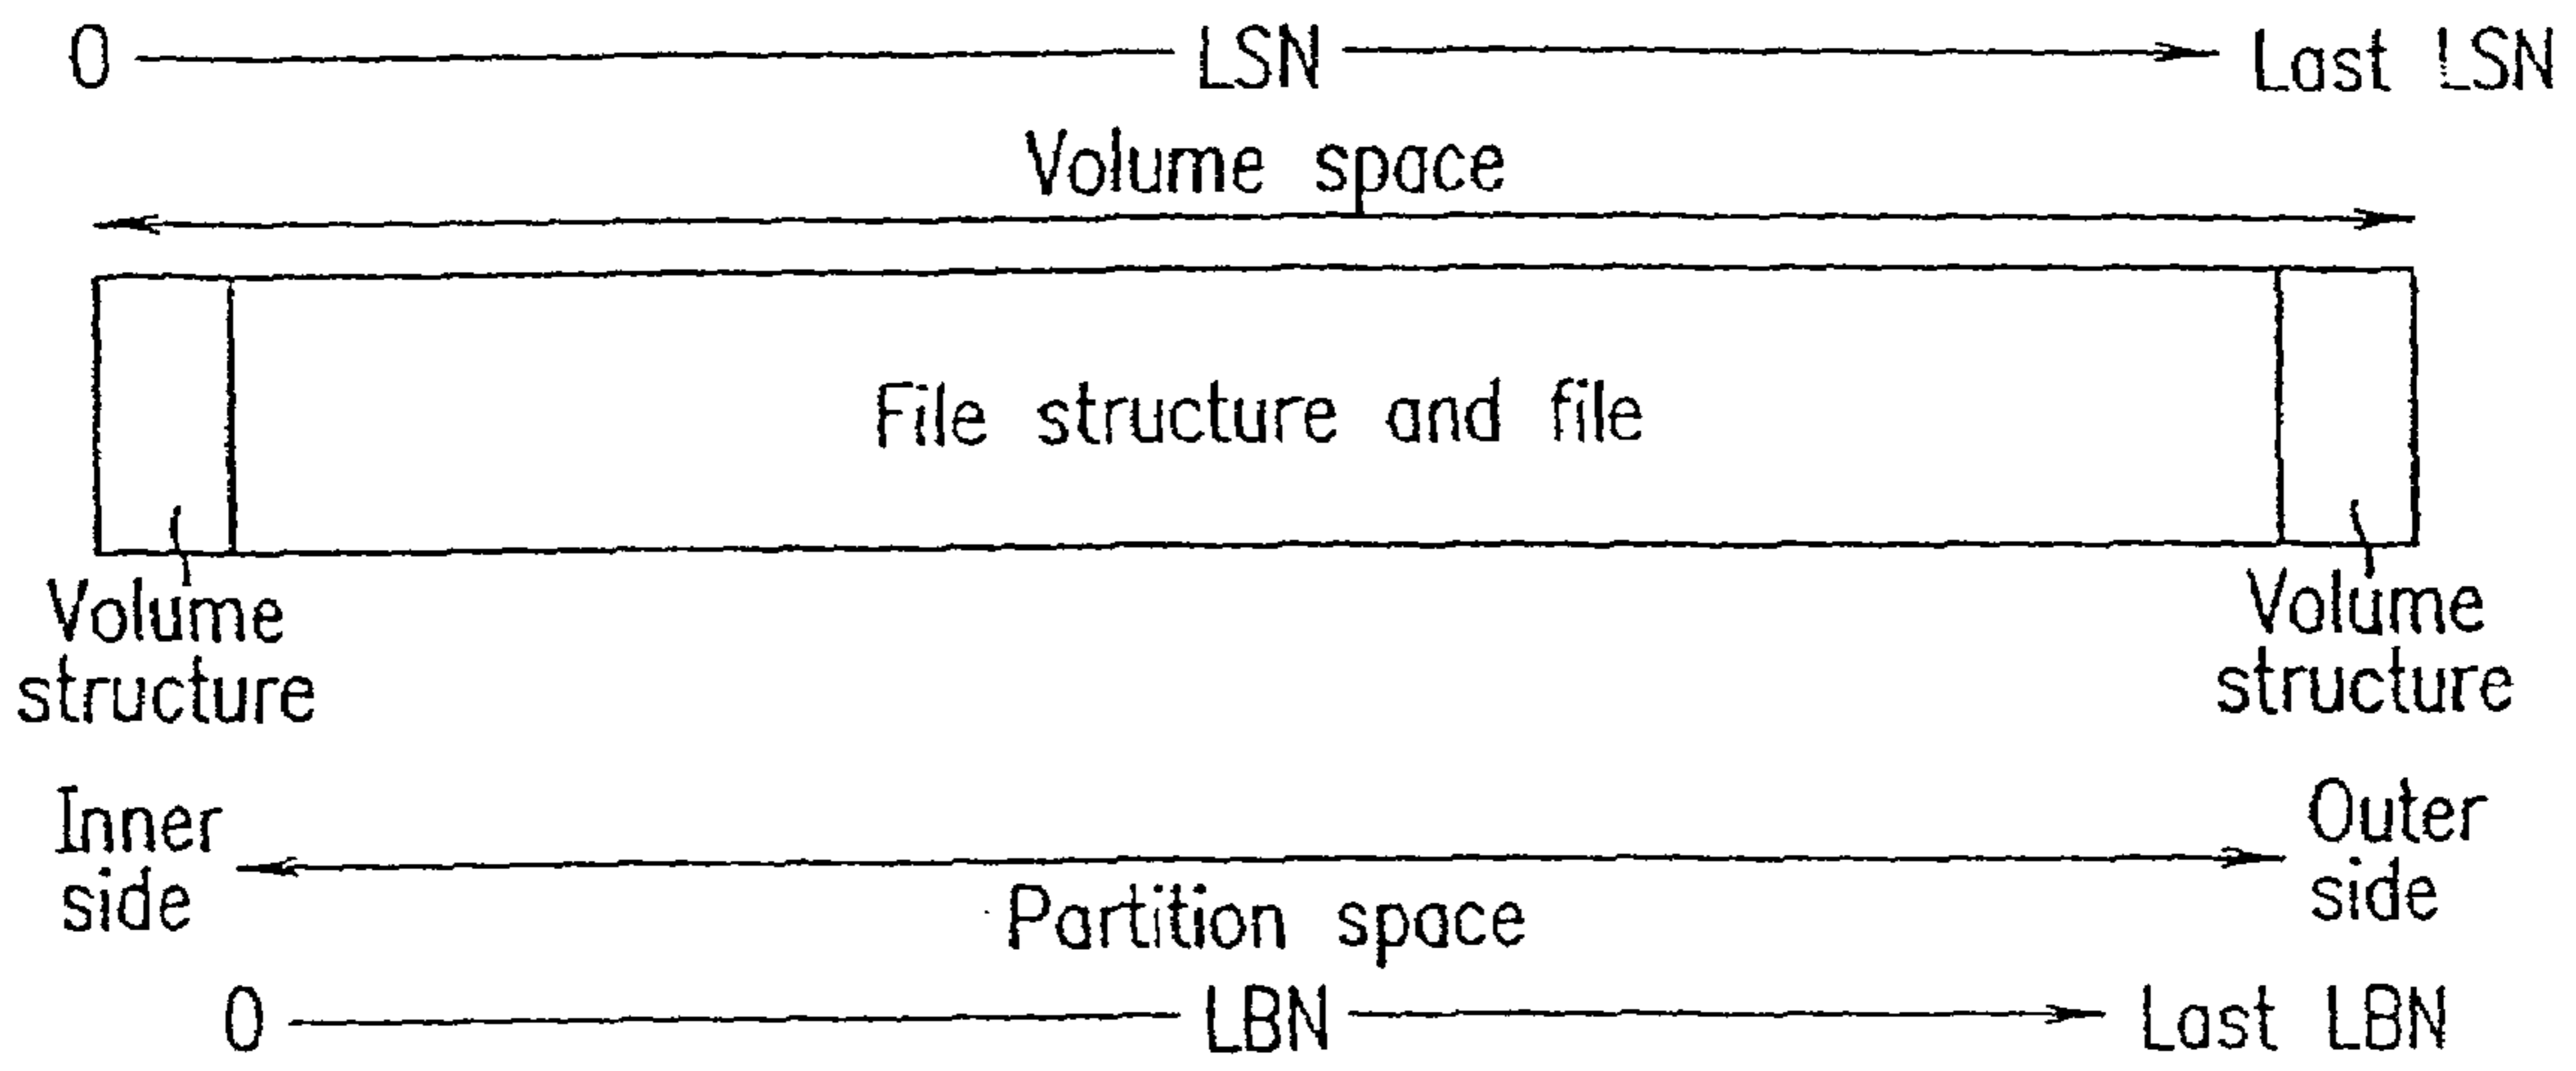 0 LSN Last LSN
Volume space
File structure and file
Volume
structure
Volume
structure
Inner
side
Outer
side
Partition space
0 LBN Last LBN